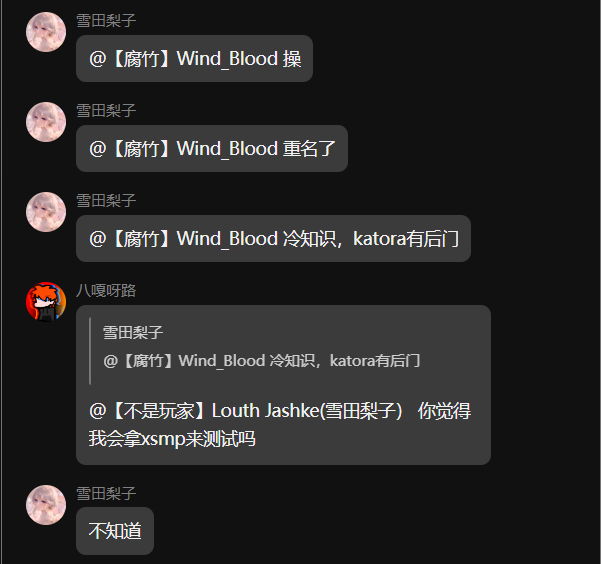 雪田梨子
@【腐竹】Wind_Blood 操
雪田梨子
@【腐竹】Wind_Blood 重名了
雪田梨子
@【腐竹】Wind_Blood 冷知识，katora有后门
八嘎呀路
雪田梨子
@【腐竹】Wind_Blood 冷知识，katora有后门
@【不是玩家】Louth Jashke(雪田梨子） 你觉得
我会拿xsmp来测试吗
雪田梨子
不知道